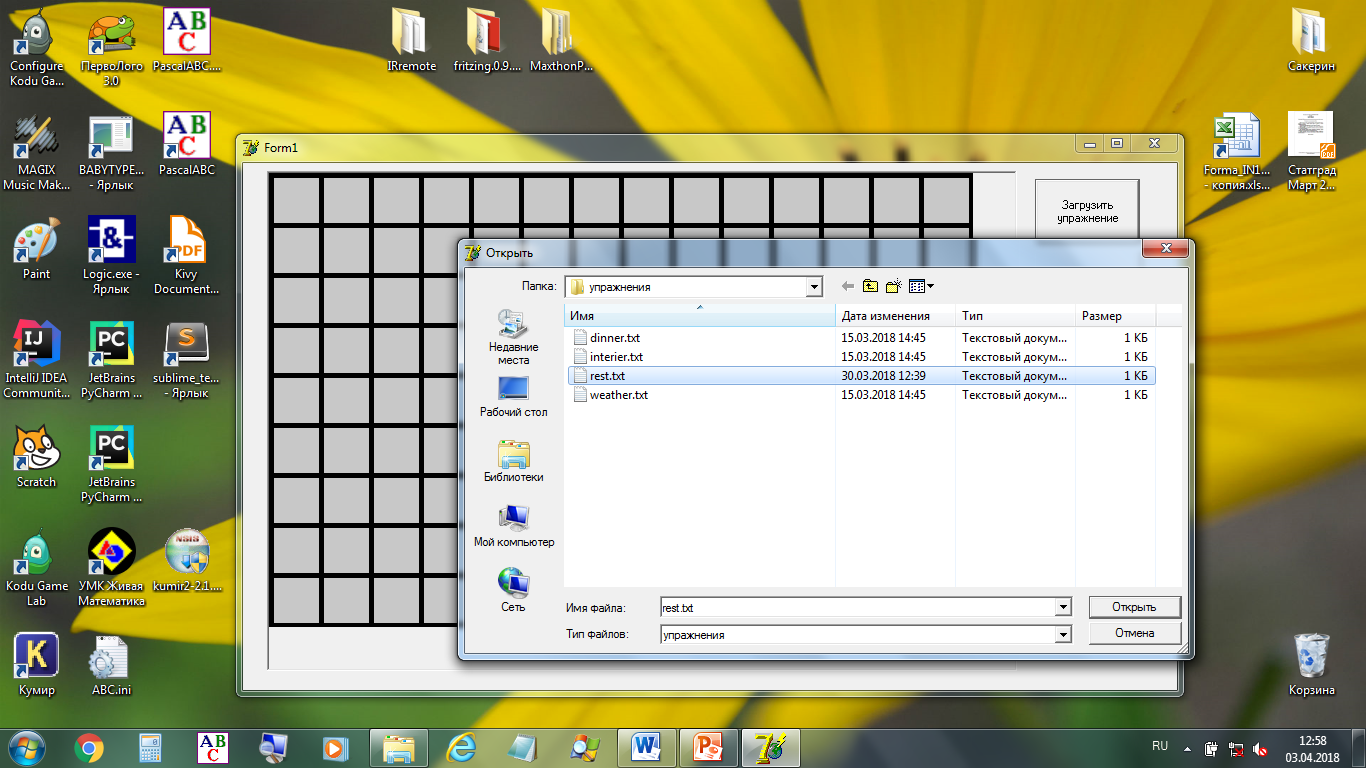 Configure
Kodu Ga...
ПервоЛого
3.0
PascalABC....
IRremote
fritzing.0.9....
MaxthonP...
Сакерин
MAGIX
Music Mak...
BABYTYPE...
- Ярлык
PascalABC
Forma_IN1...
- копия.xls...
Статград
Март 2...
Paint
Logic.exe -
Ярлык
Kivy
Document...
IntelliJ IDEA
Communit...
JetBrains
PyCharm ...
sublime_te...
- Ярлык
Scratch
JetBrains
PyCharm ...
Kodu Game
Lab
УМК Живая
Математика
kumir2-2.1....
Кумир
ABC.ini
Корзина
Form1
Загрузить
упражнение
Открыть
Папка: упражнения
Недавние
места
Рабочий стол
Библиотеки
Мой компьютер
Сеть
Имя Дата изменения Тип Размер
dinner.txt 15.03.2018 14:45 Текстовый докум... 1 КБ
interier.txt 15.03.2018 14:45 Текстовый докум... 1 КБ
rest.txt 30.03.2018 12:39 Текстовый докум... 1 КБ
weather.txt 15.03.2018 14:45 Текстовый докум... 1 КБ
Имя файла: rest.txt Открыть
Тип файлов: упражнения Отмена
RU
12:58
03.04.2018